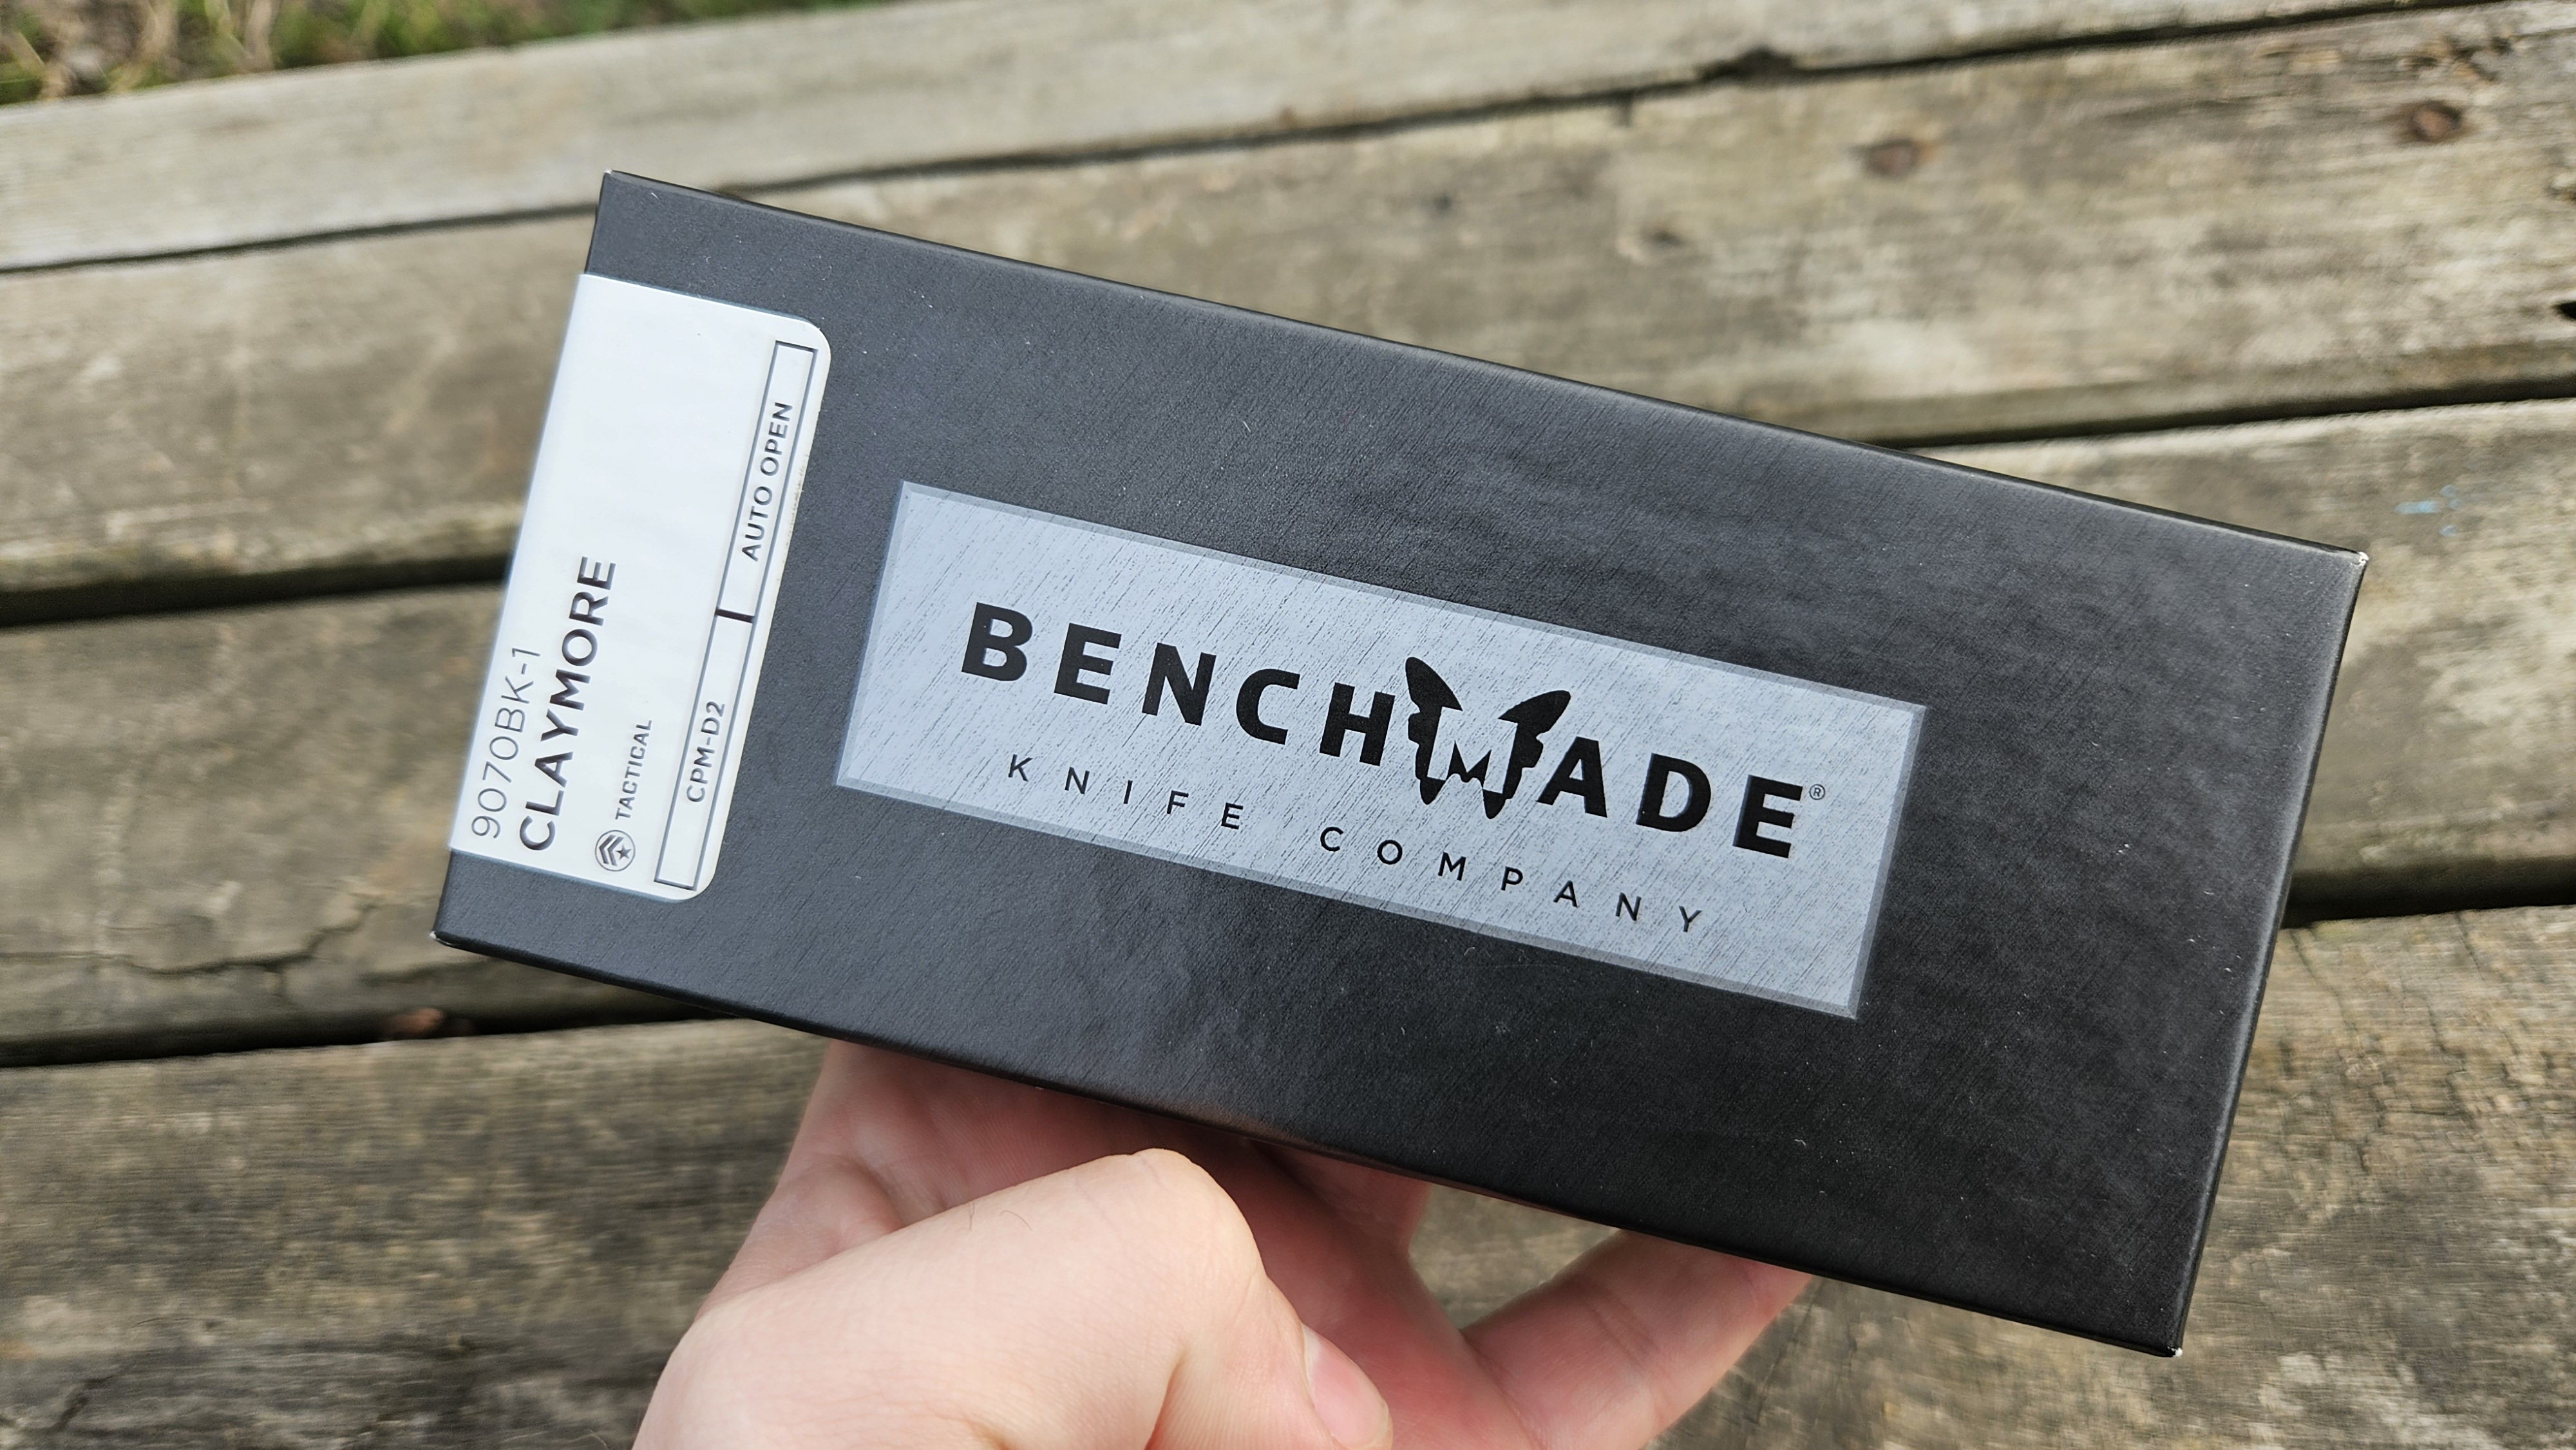 9070BK-1
CLAYMORE
TACTICAL
CPM-D2
AUTO OPEN
BENCHMADE®
KNIFE COMPANY